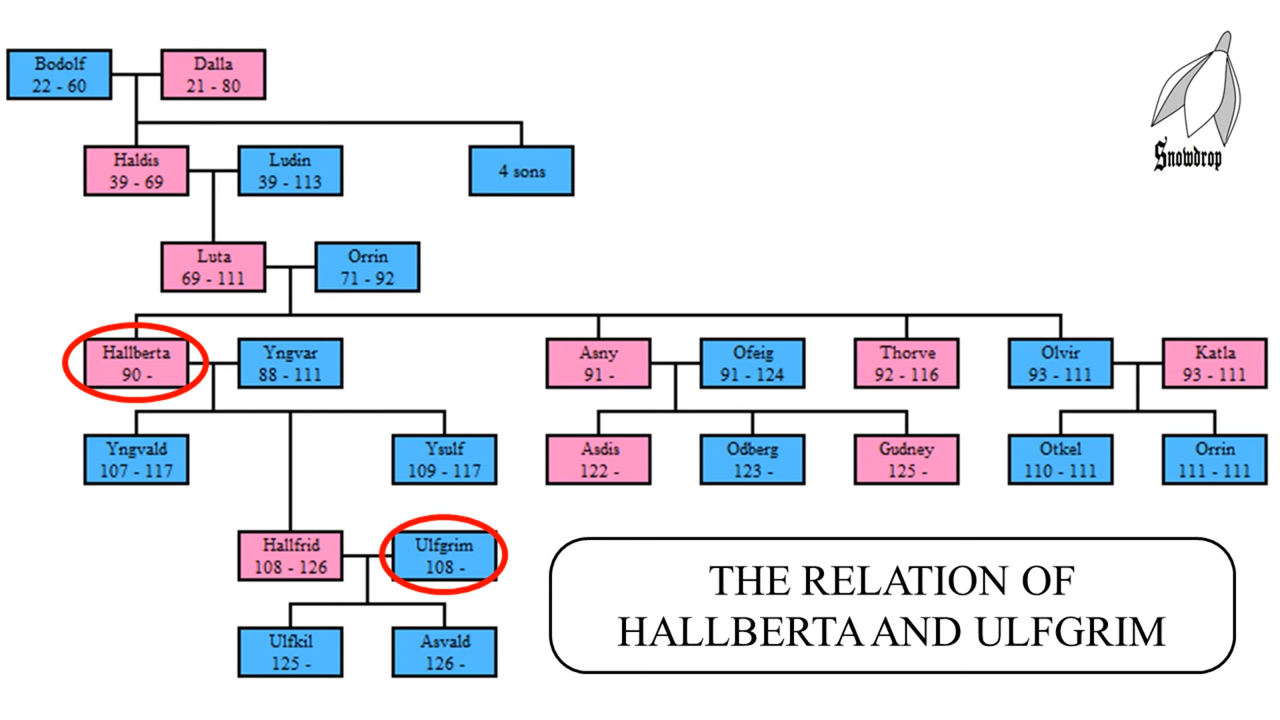 Bodolf
22 - 60
Dalla
21 - 80
Snowdrop
Haldis
39 - 69
Ludin
39 - 113
4 sons
Luta
69 - 111
Orrin
71 - 92
Hallberta
90 -
Yngvar
88 - 111
Asny
91 -
Ofeig
91 - 124
Thorve
92 - 116
Olvir
93 - 111
Katla
93 - 111
Yngvald
107 - 117
Ysulf
109 - 117
Asdis
122 -
Odberg
123 -
Gudney
125 -
Otkel
110 - 111
Orrin
111 - 111
Hallfrid
108 - 126
Ulfgrim
108 -
THE RELATION OF
HALLBERTA AND ULFGRIM
Ulfkil
125 -
Asvald
126 -